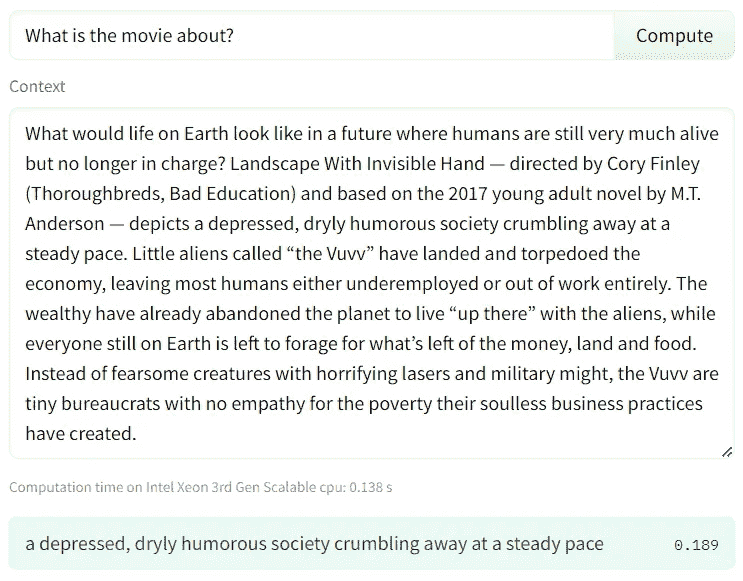 What is the movie about?
Compute
Context
What would life on Earth look like in a future where humans are still very much alive
but no longer in charge? Landscape With Invisible Hand — directed by Cory Finley
(Thoroughbreds, Bad Education) and based on the 2017 young adult novel by M.T.
Anderson — depicts a depressed, dryly humorous society crumbling away at a
steady pace. Little aliens called “the Vuvv” have landed and torpedoed the
economy, leaving most humans either underemployed or out of work entirely. The
wealthy have already abandoned the planet to live “up there” with the aliens, while
everyone still on Earth is left to forage for what’s left of the money, land and food.
Instead of fearsome creatures with horrifying lasers and military might, the Vuvv are
tiny bureaucrats with no empathy for the poverty their soulless business practices
have created.
Computation time on Intel Xeon 3rd Gen Scalable cpu: 0.138 s
a depressed, dryly humorous society crumbling away at a steady pace
0.189